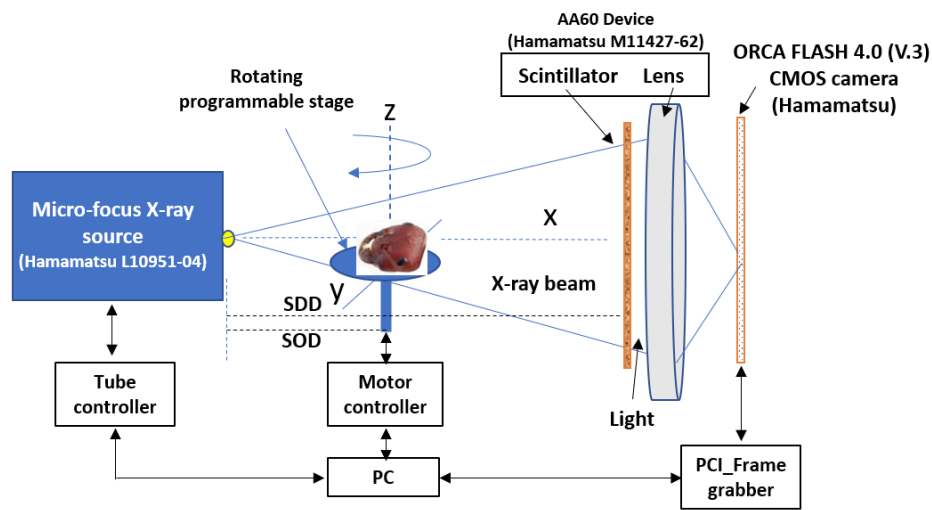 AA60 Device
(Hamamatsu M11427-62)
Scintillator Lens
ORCA FLASH 4.0 (V.3)
CMOS camera
(Hamamatsu)
Rotating
programmable stage
z
Micro-focus X-ray
source
(Hamamatsu L10951-04)
X
y
X-ray beam
SDD
SOD
Light
Tube
controller
Motor
controller
PC
PCI_Frame
grabber